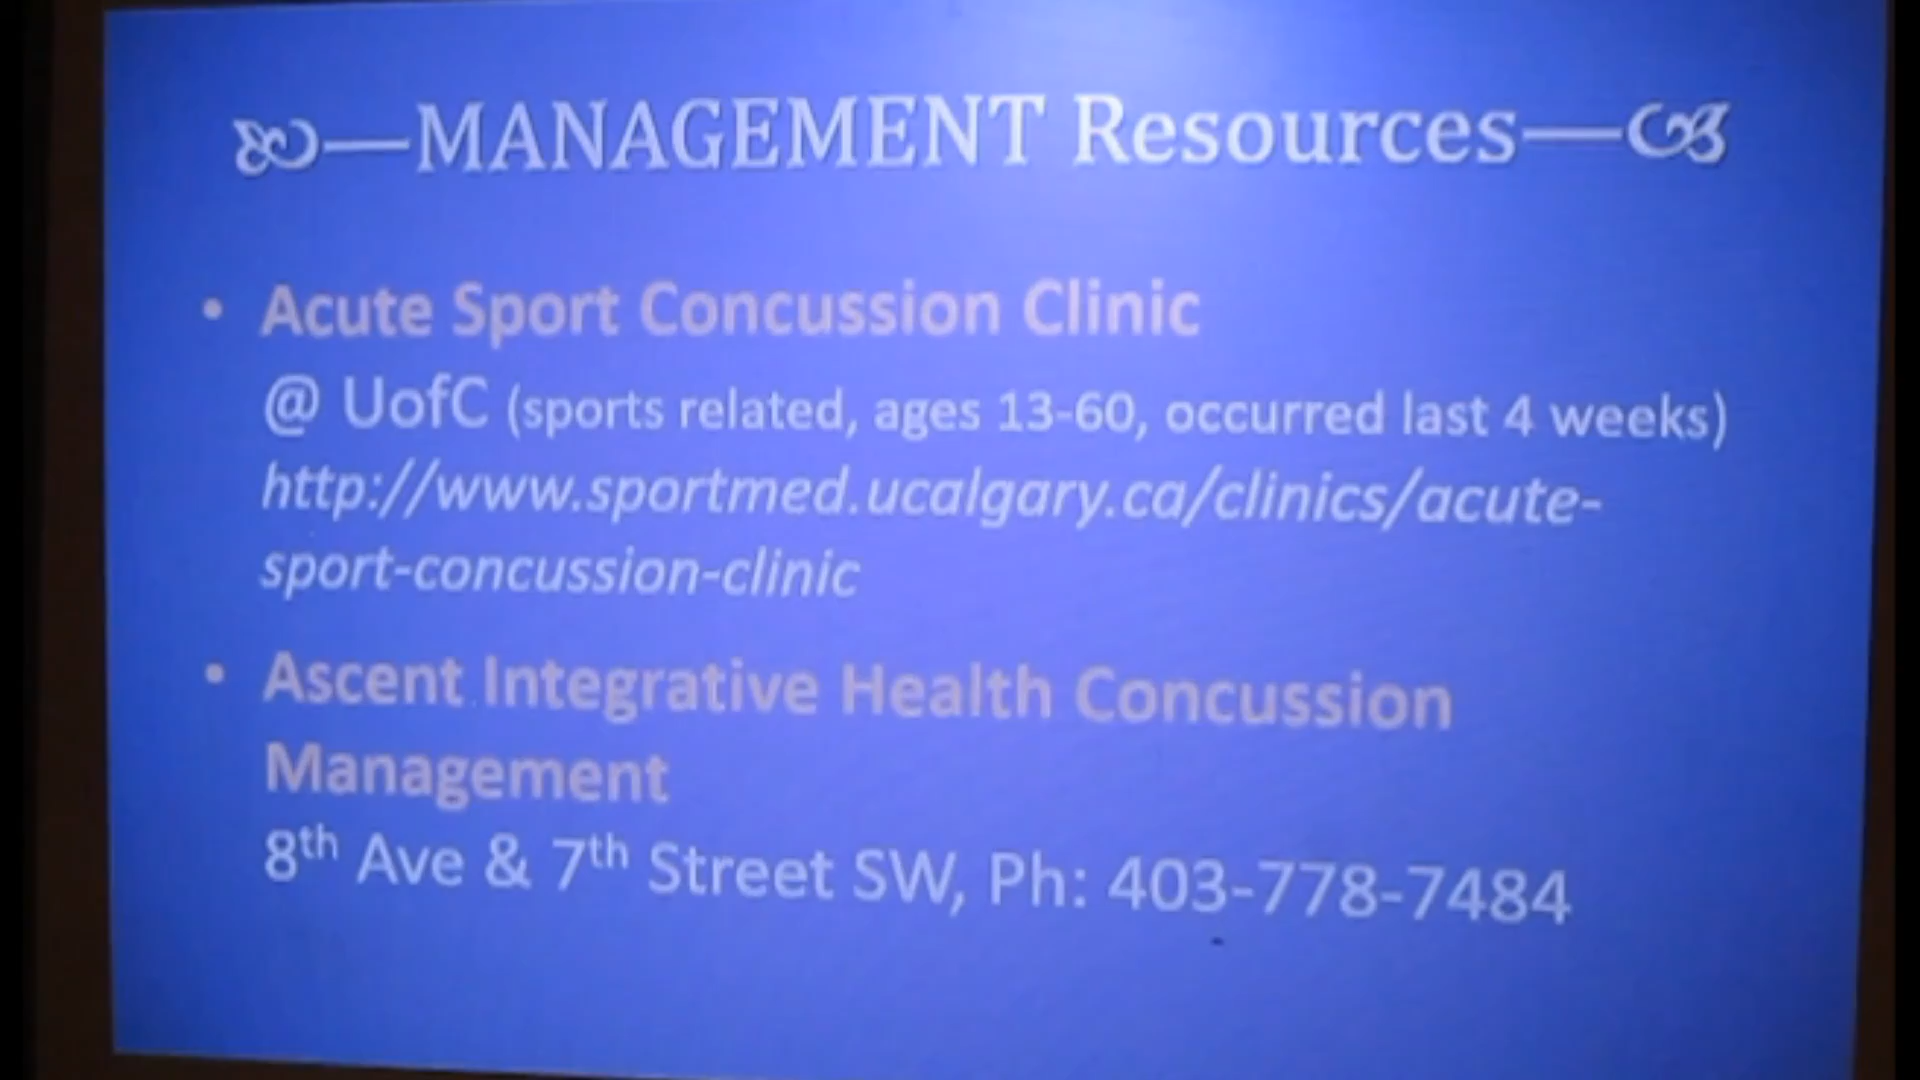 —MANAGEMENT Resources—
• Acute Sport Concussion Clinic
@ UofC (sports related, ages 13-60, occurred last 4 weeks)
http://www.sportmed.ucalgary.ca/clinics/acute-
sport-concussion-clinic
• Ascent Integrative Health Concussion
Management
8th Ave & 7th Street SW, Ph: 403-778-7484